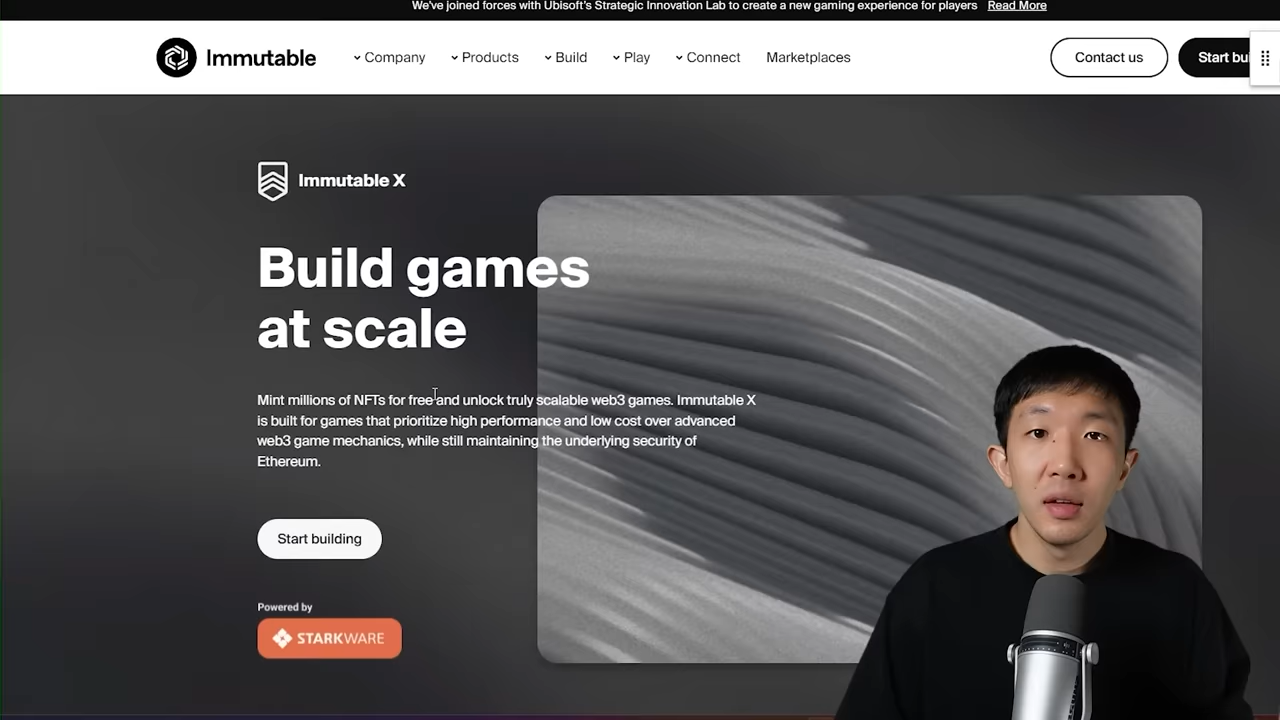 We've joined forces with Ubisoft's Strategic Innovation Lab to create a new gaming experience for players Read More
Immutable Company Products Build Play Connect Marketplaces Contact us Start bui
Immutable X
Build games
at scale
Mint millions of NFTs for free and unlock truly scalable web3 games. Immutable X
is built for games that prioritize high performance and low cost over advanced
web3 game mechanics, while still maintaining the underlying security of
Ethereum.
Start building
Powered by
STARKWARE